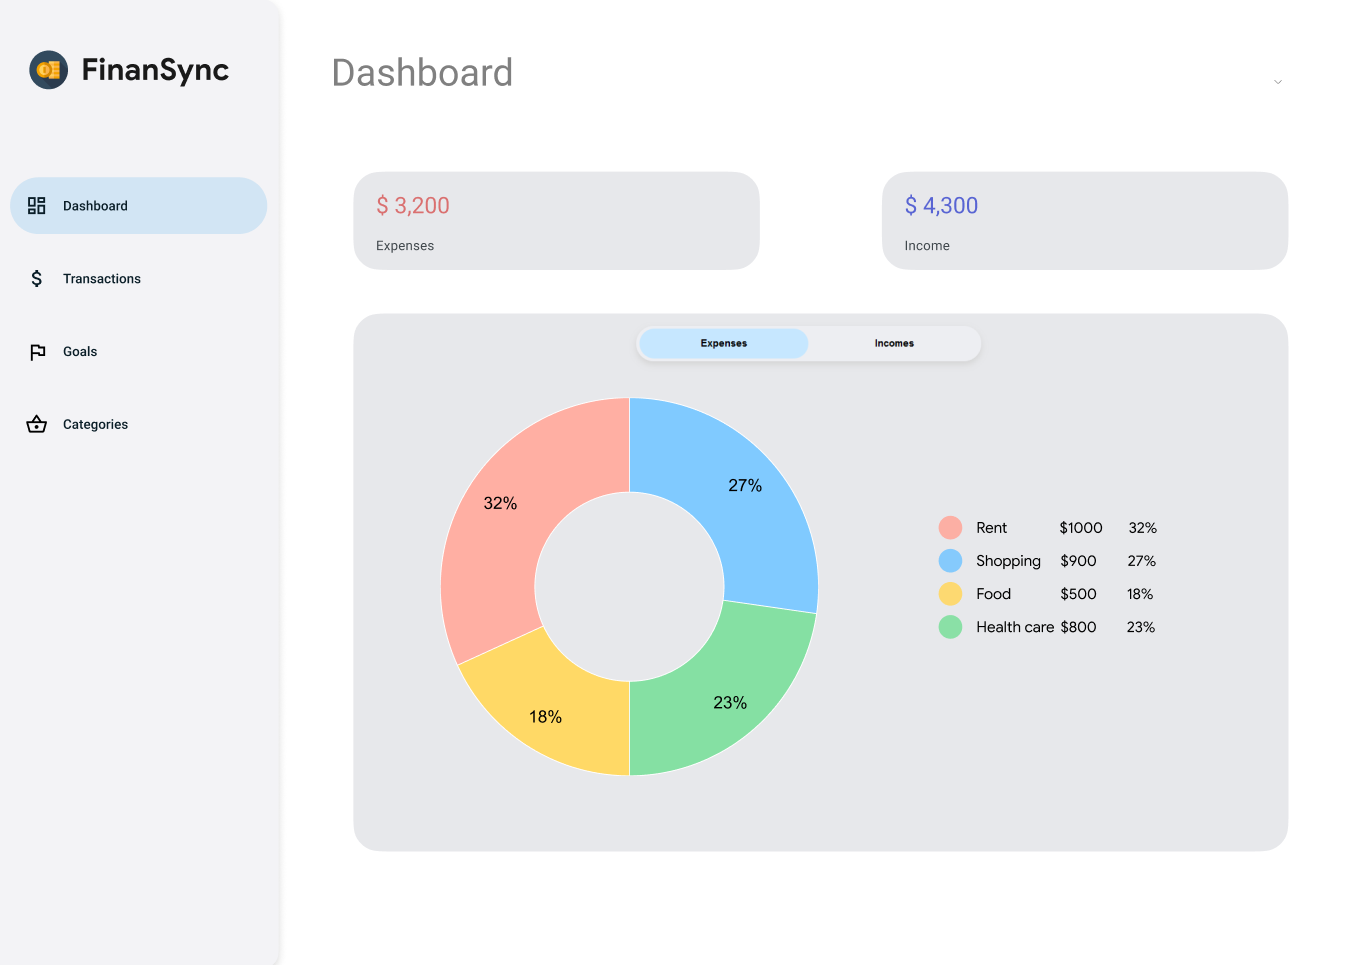 FinanSync
Dashboard
Dashboard
Transactions
Goals
Categories
$ 3,200
Expenses
$ 4,300
Income
Expenses Incomes
27%
32%
23%
18%
Rent $1000 32%
Shopping $900 27%
Food $500 18%
Health care $800 23%